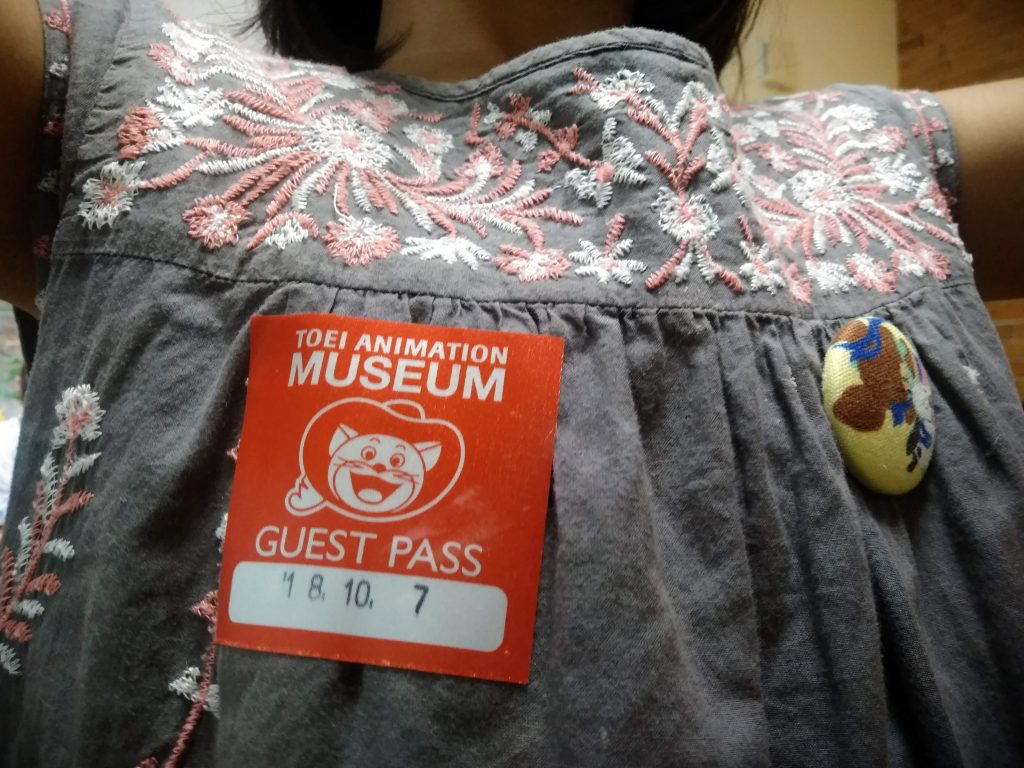 TOEI ANIMATION
MUSEUM
GUEST PASS
'18. 10. 7